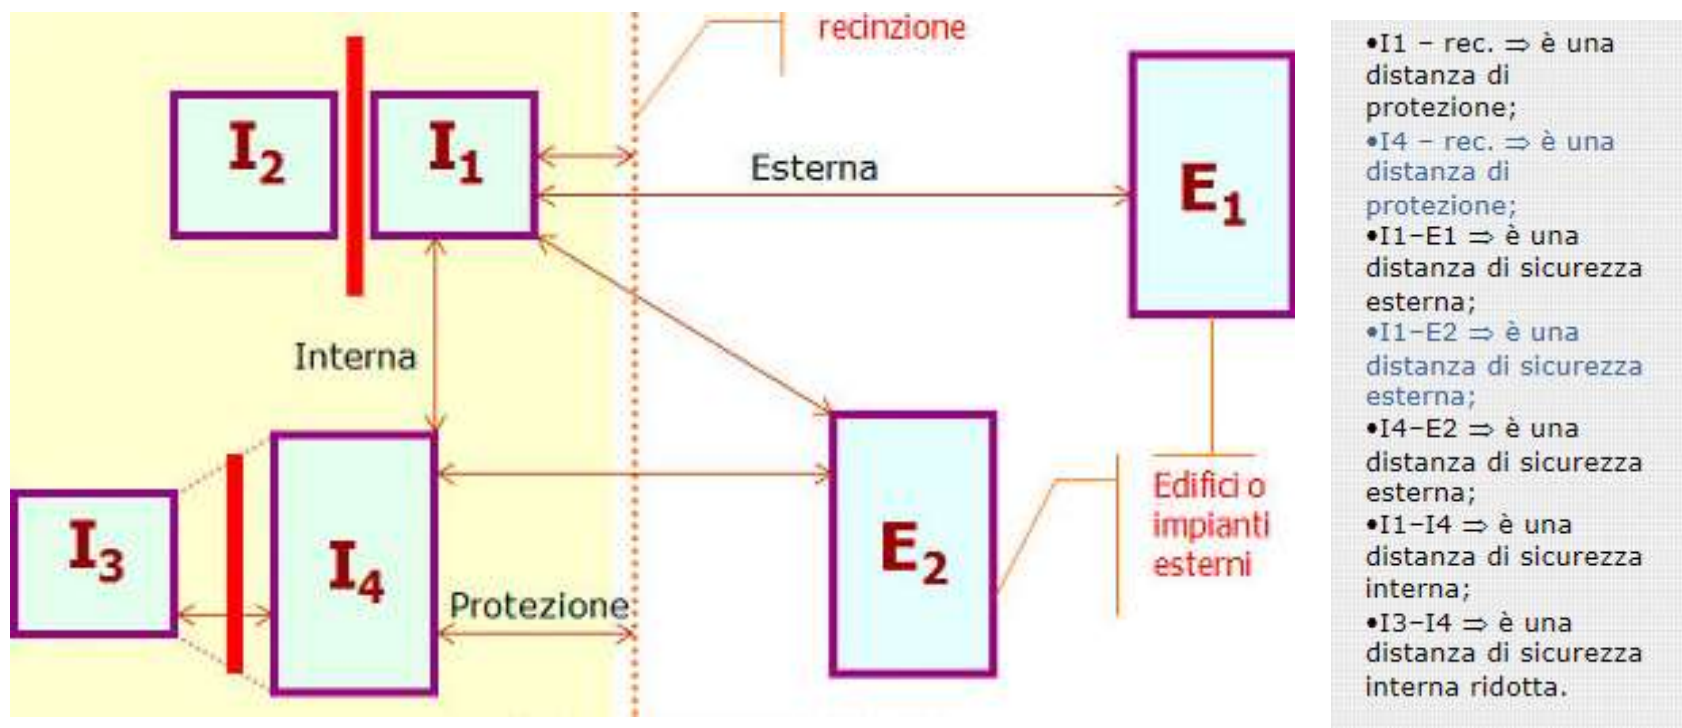 recinzione
I2
I1
Esterna
E1
Interna
I3
I4
E2
Protezione
Edifici o
impianti
esterni
•I1 – rec. ⇒ è una
distanza di
protezione;
•I4 – rec. ⇒ è una
distanza di
protezione;
•I1–E1 ⇒ è una
distanza di sicurezza
esterna;
•I1–E2 ⇒ è una
distanza di sicurezza
esterna;
•I4–E2 ⇒ è una
distanza di sicurezza
esterna;
•I1–I4 ⇒ è una
distanza di sicurezza
interna;
•I3–I4 ⇒ è una
distanza di sicurezza
interna ridotta.